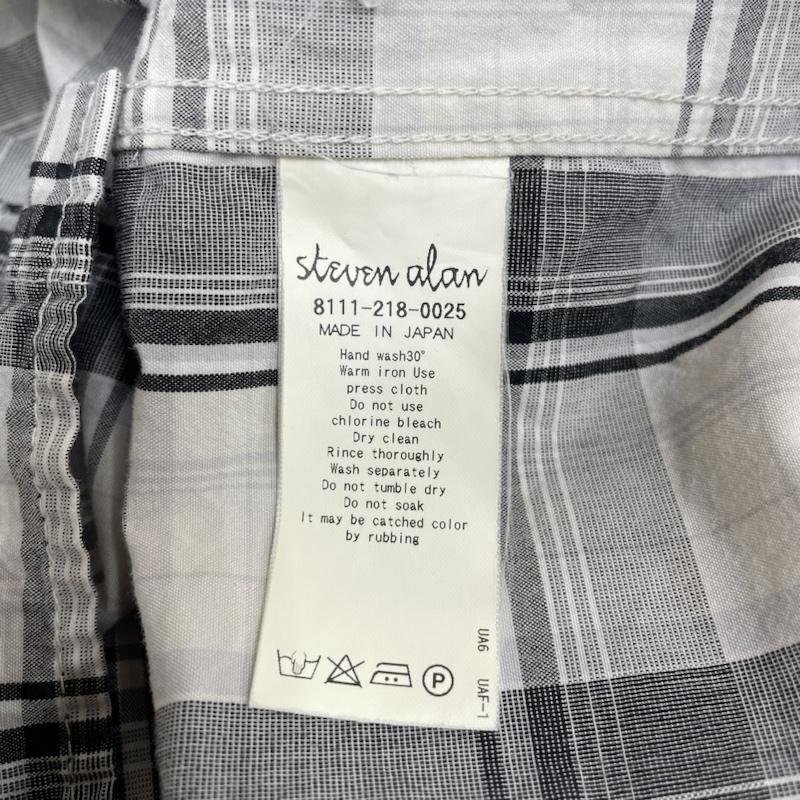 steven alan
8111-218-0025
MADE IN JAPAN
Hand wash30°
Warm iron Use
press cloth
Do not use
chlorine bleach
Dry clean
Rince thoroughly
Wash separately
Do not tumble dry
Do not soak
It may be catched color
by rubbing
P
UA6 UAF-1